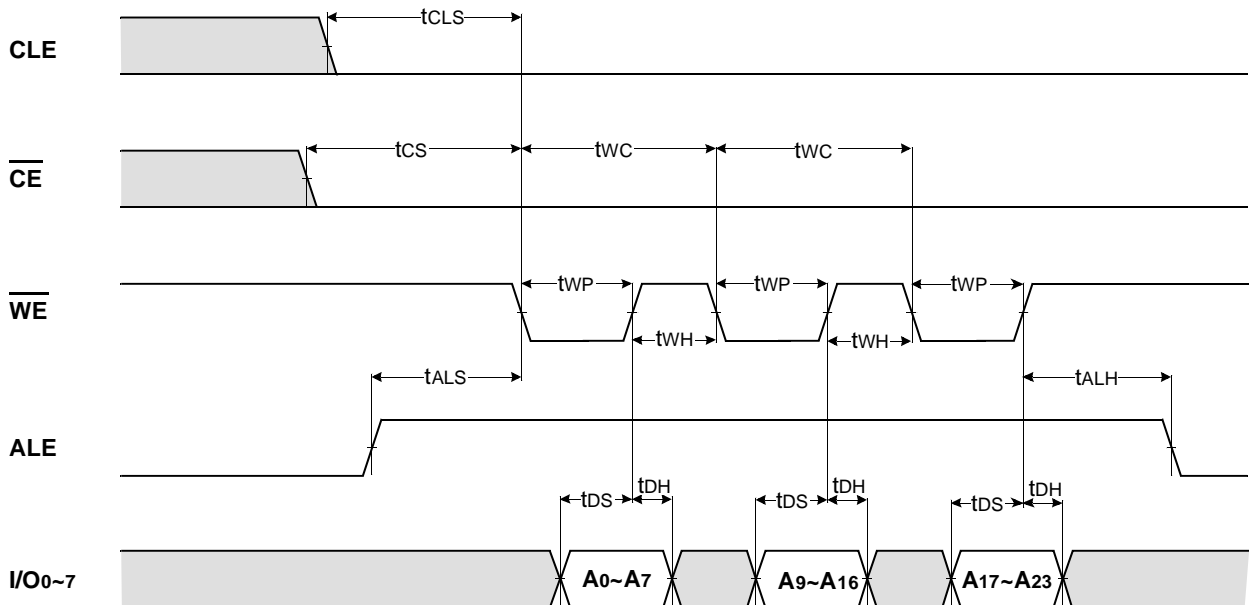 CLE
tCLS
CE
tCS
tWC
tWC
WE
tWP
tWP
tWP
tWH
tWH
ALE
tALS
tALH
tDS
tDH
tDS
tDH
tDS
tDH
I/O0~7
A0~A7
A9~A16
A17~A23